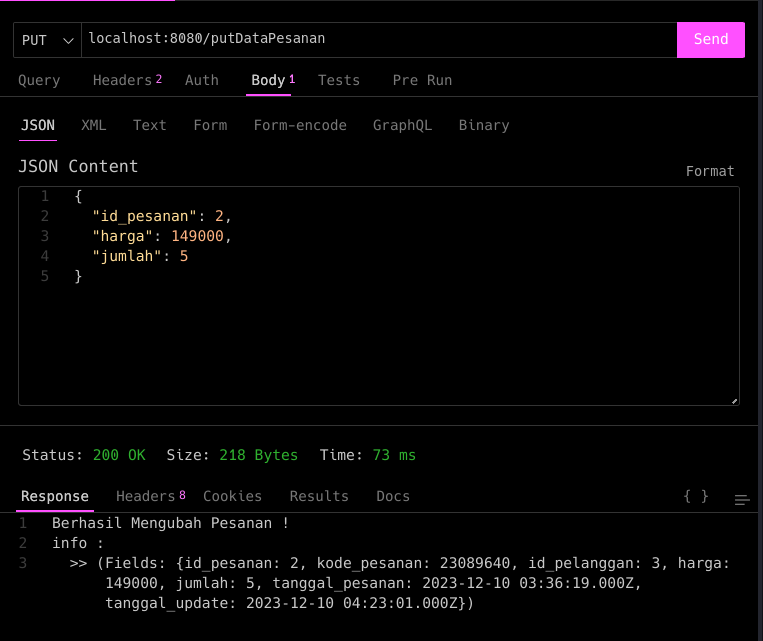 PUT localhost:8080/putDataPesanan Send
Query Headers 2 Auth Body 1 Tests Pre Run
JSON XML Text Form Form-encode GraphQL Binary
JSON Content Format
1 {
2 "id_pesanan": 2,
3 "harga": 149000,
4 "jumlah": 5
5 }
Status: 200 OK Size: 218 Bytes Time: 73 ms
Response Headers 8 Cookies Results Docs { }
1 Berhasil Mengubah Pesanan !
2 info :
3 >> (Fields: {id_pesanan: 2, kode_pesanan: 23089640, id_pelanggan: 3, harga:
149000, jumlah: 5, tanggal_pesanan: 2023-12-10 03:36:19.000Z,
tanggal_update: 2023-12-10 04:23:01.000Z})